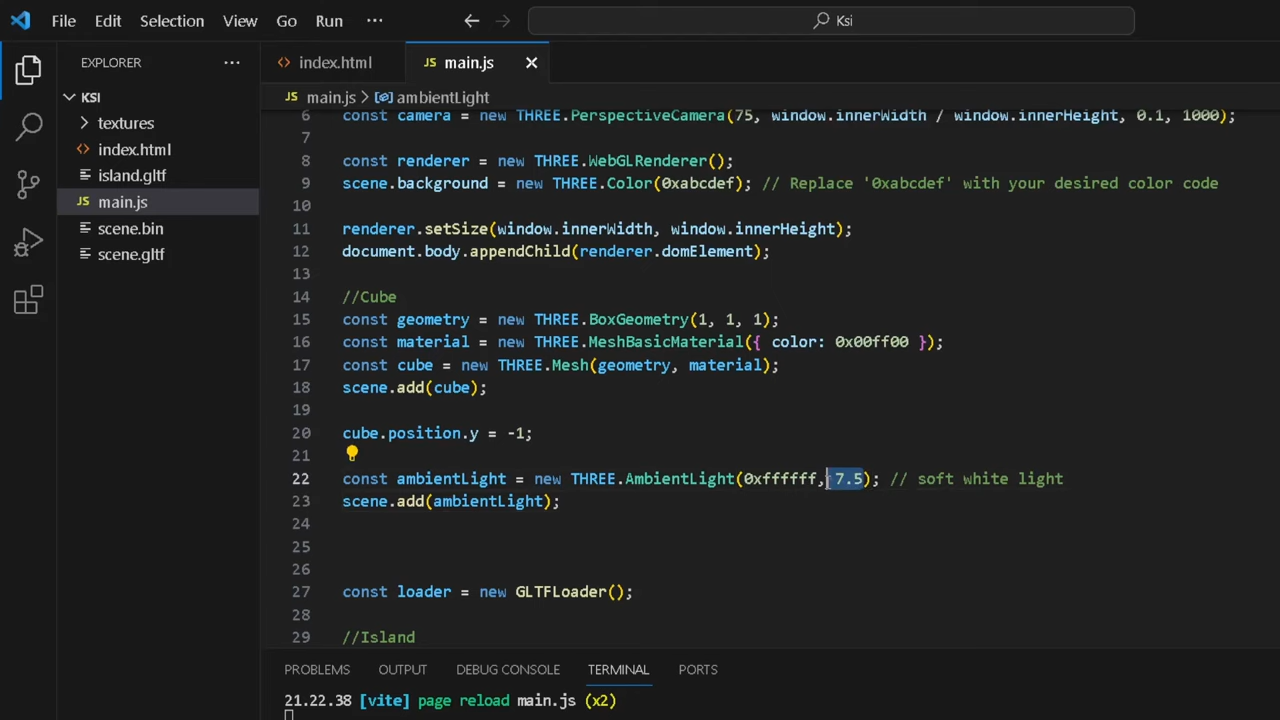 File Edit Selection View Go Run ··· Ksi
EXPLORER ··· index.html JS main.js
KSI
textures
index.html
island.gltf
JS main.js
scene.bin
scene.gltf
JS main.js > ambientLight
6 const camera = new THREE.PerspectiveCamera(75, window.innerWidth / window.innerHeight, 0.1, 1000);
7
8 const renderer = new THREE.WebGLRenderer();
9 scene.background = new THREE.Color(0xabcdef); // Replace '0xabcdef' with your desired color code
10
11 renderer.setSize(window.innerWidth, window.innerHeight);
12 document.body.appendChild(renderer.domElement);
13
14 //Cube
15 const geometry = new THREE.BoxGeometry(1, 1, 1);
16 const material = new THREE.MeshBasicMaterial({ color: 0x00ff00 });
17 const cube = new THREE.Mesh(geometry, material);
18 scene.add(cube);
19
20 cube.position.y = -1;
21
22 const ambientLight = new THREE.AmbientLight(0xffffff, 7.5); // soft white light
23 scene.add(ambientLight);
24
25
26
27 const loader = new GLTFLoader();
28
29 //Island
PROBLEMS OUTPUT DEBUG CONSOLE TERMINAL PORTS
21.22.38 [vite] page reload main.js (x2)